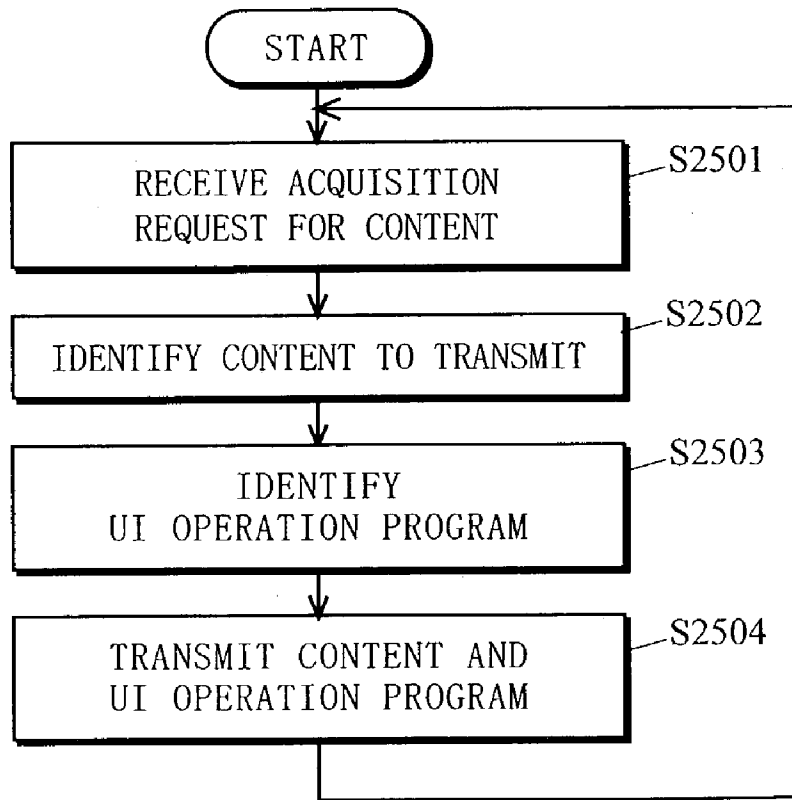 START
RECEIVE ACQUISITION
REQUEST FOR CONTENT
S2501
IDENTIFY CONTENT TO TRANSMIT
S2502
IDENTIFY
UI OPERATION PROGRAM
S2503
TRANSMIT CONTENT AND
UI OPERATION PROGRAM
S2504